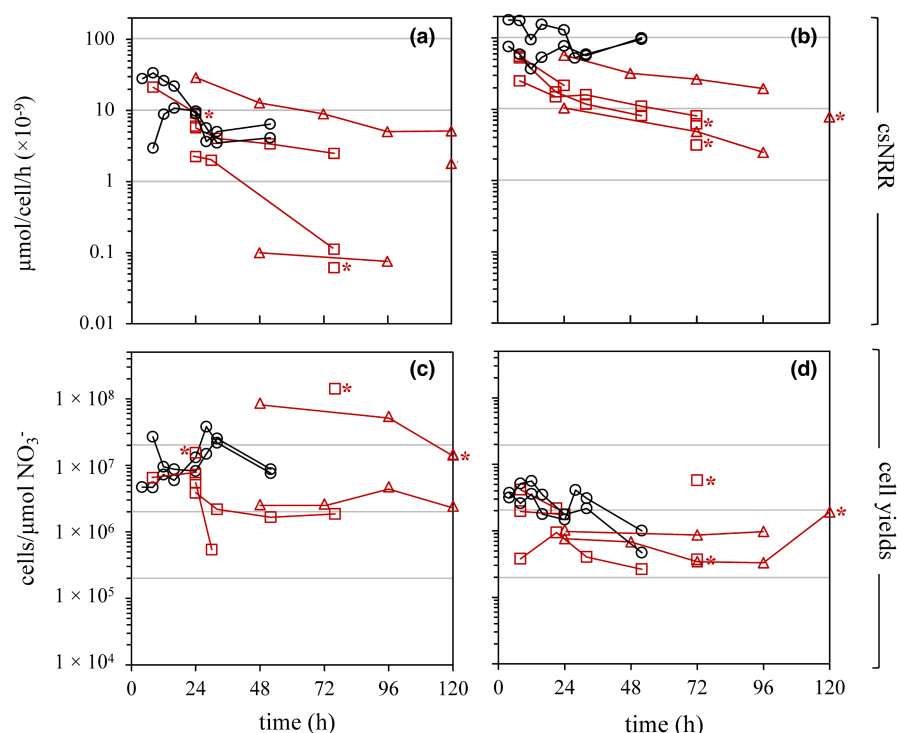 (a)
(b)
100
10
1
0.1
0.01
µmol/cell/h (×10⁻⁹)
*
*
*
*
*
csNRR
(c)
(d)
1 × 10⁸
1 × 10⁷
1 × 10⁶
1 × 10⁵
1 × 10⁴
cells/µmol NO₃⁻
*
*
*
*
*
*
cell yields
0 24 48 72 96 120
0 24 48 72 96 120
time (h)
time (h)